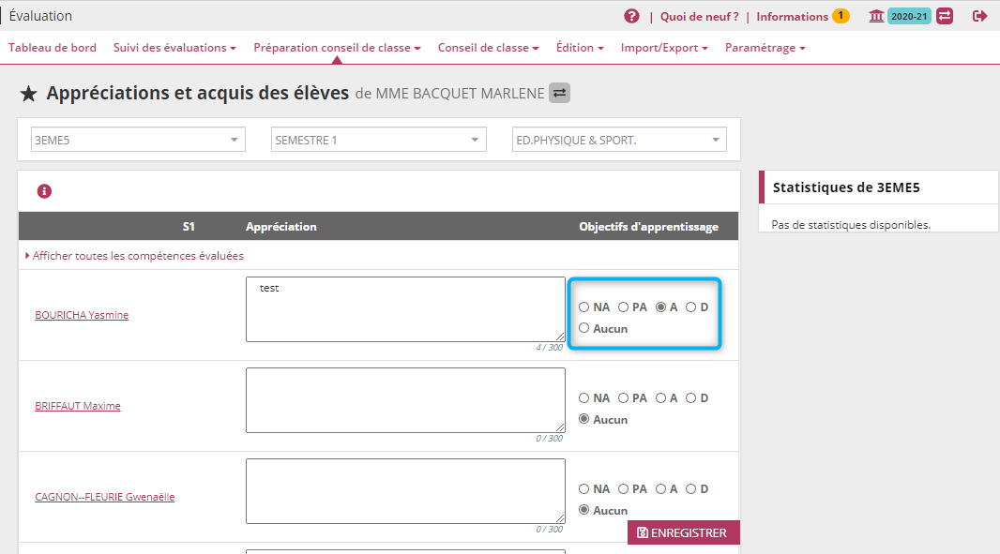 Évaluation
? | Quoi de neuf ? | Informations 1 2020-21
Tableau de bord Suivi des évaluations Préparation conseil de classe Conseil de classe Édition Import/Export Paramétrage
Appréciations et acquis des élèves de MME BACQUET MARLENE
3EME5 SEMESTRE 1 ED.PHYSIQUE & SPORT.
Statistiques de 3EME5
Pas de statistiques disponibles.
S1 Appréciation Objectifs d'apprentissage
Afficher toutes les compétences évaluées
BOURICHA Yasmine
test
4 / 300
NA PA A D
Aucun
BRIFFAUT Maxime
0 / 300
NA PA A D
Aucun
CAGNON--FLEURIE Gwenaëlle
0 / 300
NA PA A D
Aucun
ENREGISTRER